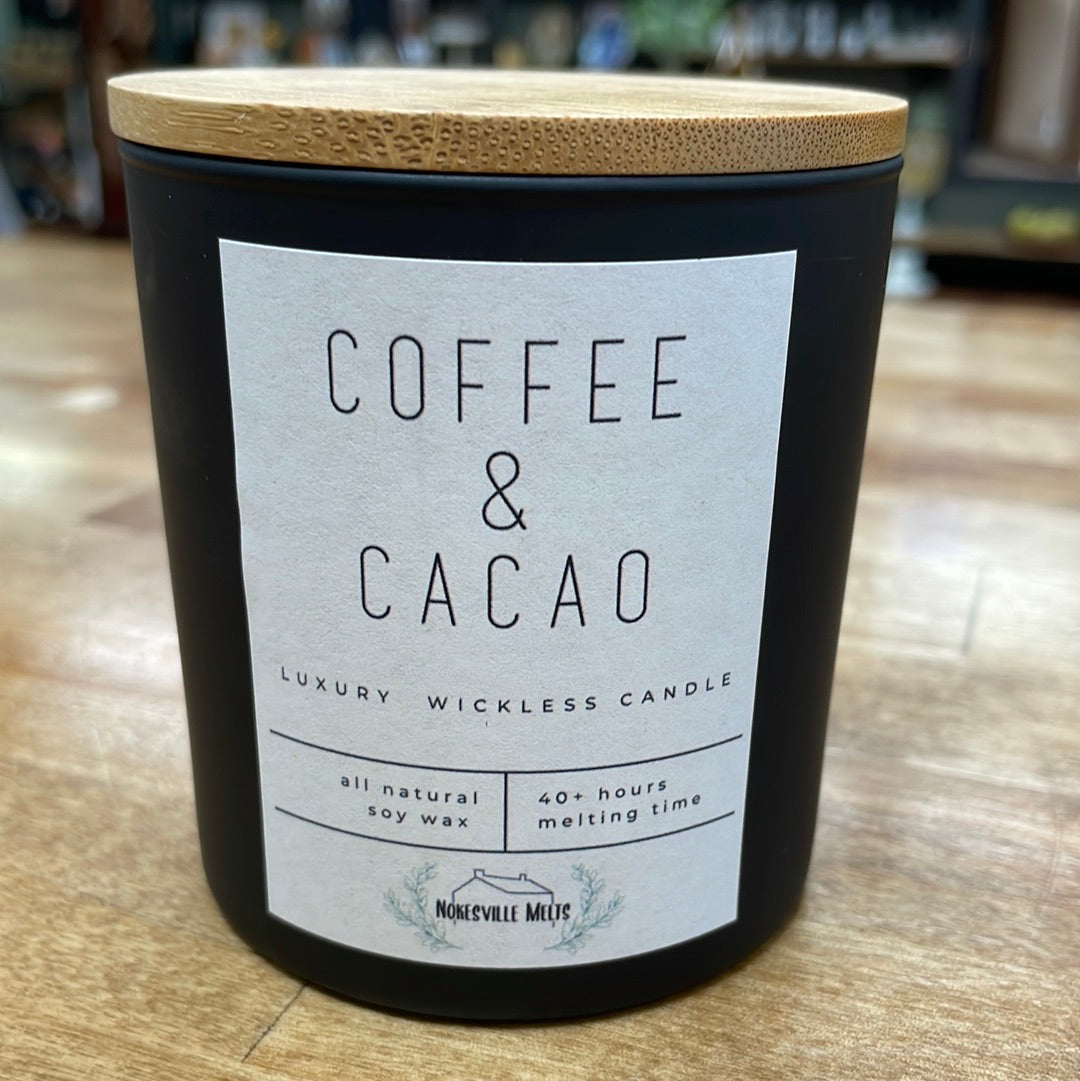 COFFEE
&
CACAO
LUXURY WICKLESS CANDLE
all natural
soy wax
40+ hours
melting time
NOKESVILLE MELTS